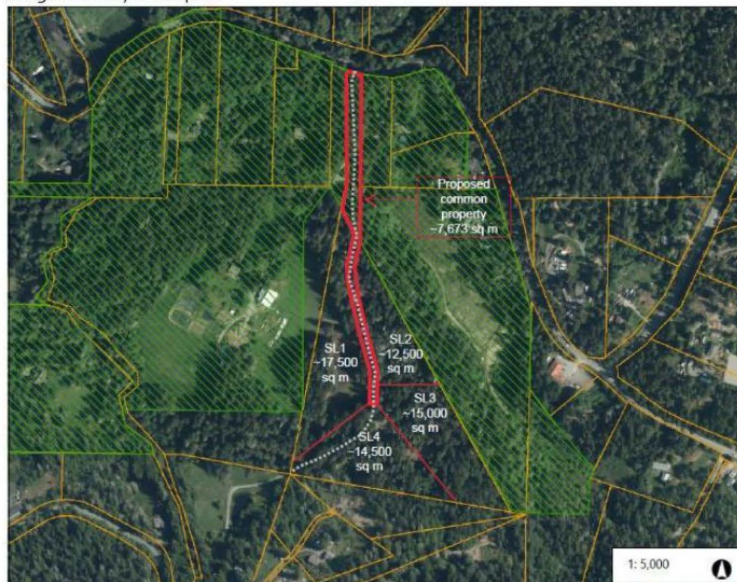 Proposed
common
property
~7,673 sq m
SL1
~17,500
sq m
SL2
~12,500
sq m
SL3
~15,000
sq m
SL4
~14,500
sq m
1: 5,000